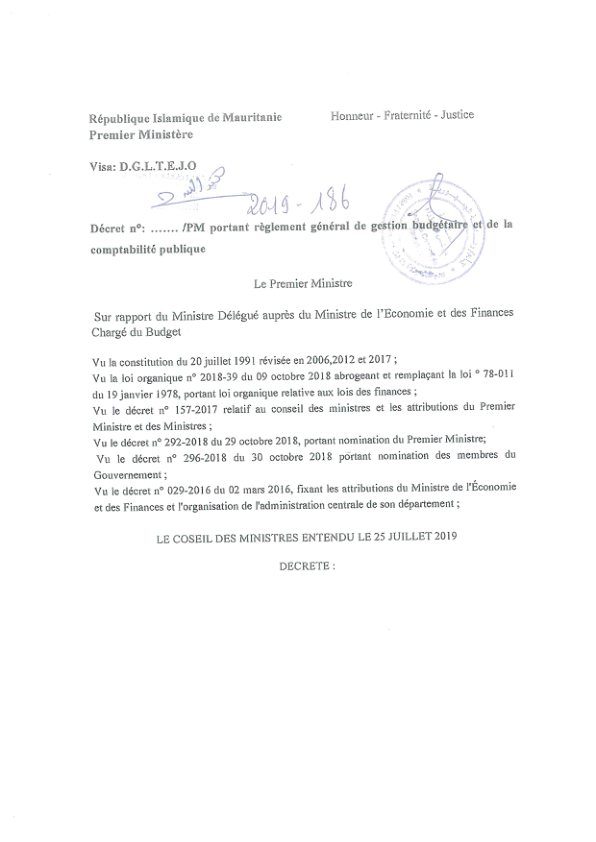 République Islamique de Mauritanie Honneur - Fraternité - Justice
Premier Ministère
Visa: D.G.L.T.E.J.O
2019 - 186
Décret n°: ....... /PM portant règlement général de gestion budgétaire et de la
comptabilité publique
Le Premier Ministre
Sur rapport du Ministre Délégué auprès du Ministre de l'Economie et des Finances
Chargé du Budget
Vu la constitution du 20 juillet 1991 révisée en 2006,2012 et 2017 ;
Vu la loi organique n° 2018-39 du 09 octobre 2018 abrogeant et remplaçant la loi ° 78-011
du 19 janvier 1978, portant loi organique relative aux lois des finances ;
Vu le décret n° 157-2017 relatif au conseil des ministres et les attributions du Premier
Ministre et des Ministres ;
Vu le décret n° 292-2018 du 29 octobre 2018, portant nomination du Premier Ministre;
Vu le décret n° 296-2018 du 30 octobre 2018 portant nomination des membres du
Gouvernement ;
Vu le décret n° 029-2016 du 02 mars 2016, fixant les attributions du Ministre de l'Économie
et des Finances et l'organisation de l'administration centrale de son département ;
LE COSEIL DES MINISTRES ENTENDU LE 25 JUILLET 2019
DECRETE :